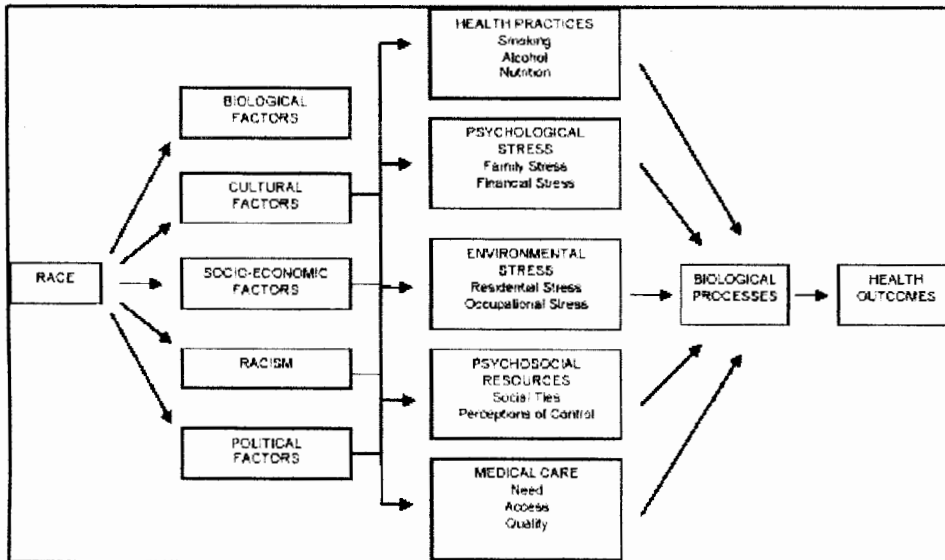 HEALTH PRACTICES
Smoking
Alcohol
Nutrition
BIOLOGICAL
FACTORS
PSYCHOLOGICAL
STRESS
Family Stress
Financial Stress
CULTURAL
FACTORS
RACE
SOCIO-ECONOMIC
FACTORS
ENVIRONMENTAL
STRESS
Residential Stress
Occupational Stress
BIOLOGICAL
PROCESSES
HEALTH
OUTCOMES
RACISM
PSYCHOSOCIAL
RESOURCES
Social Ties
Perceptions of Control
POLITICAL
FACTORS
MEDICAL CARE
Need
Access
Quality